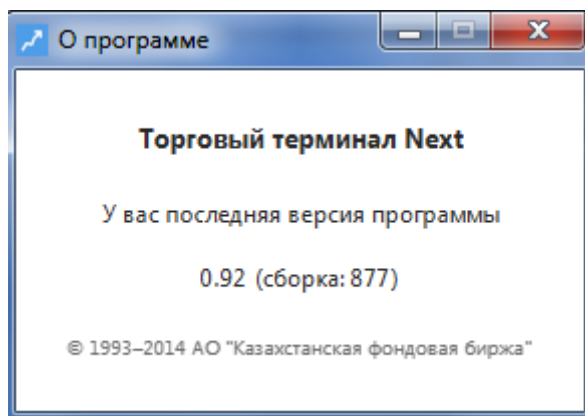 О программе
Торговый терминал Next
У вас последняя версия программы
0.92 (сборка: 877)
© 1993–2014 АО "Казахстанская фондовая биржа"